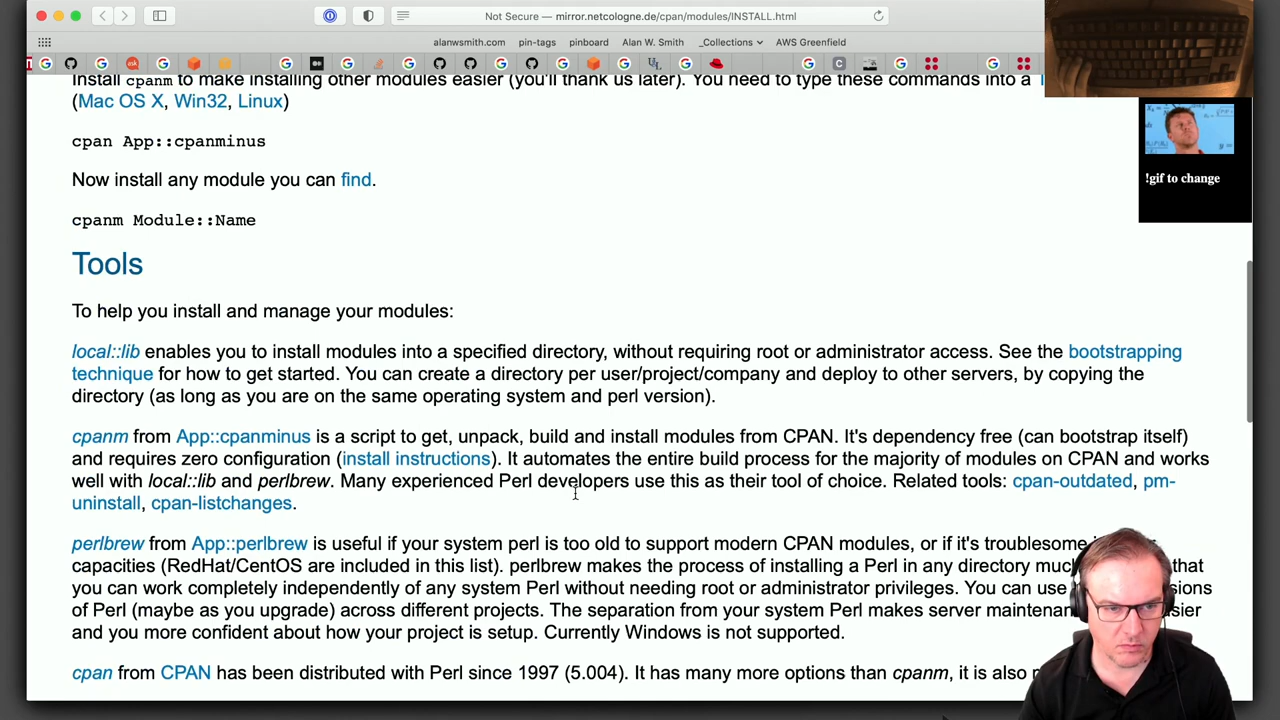 Not Secure — mirror.netcologne.de/cpan/modules/INSTALL.html
alanwsmith.com pin-tags pinboard Alan W. Smith _Collections AWS Greenfield
Install cpanm to make installing other modules easier (you'll thank us later). You need to type these commands into a
(Mac OS X, Win32, Linux)
cpan App::cpanminus
Now install any module you can find.
cpanm Module::Name
!gif to change
Tools
To help you install and manage your modules:
local::lib enables you to install modules into a specified directory, without requiring root or administrator access. See the bootstrapping
technique for how to get started. You can create a directory per user/project/company and deploy to other servers, by copying the
directory (as long as you are on the same operating system and perl version).
cpanm from App::cpanminus is a script to get, unpack, build and install modules from CPAN. It's dependency free (can bootstrap itself)
and requires zero configuration (install instructions). It automates the entire build process for the majority of modules on CPAN and works
well with local::lib and perlbrew. Many experienced Perl developers use this as their tool of choice. Related tools: cpan-outdated, pm-
uninstall, cpan-listchanges.
perlbrew from App::perlbrew is useful if your system perl is too old to support modern CPAN modules, or if it's troublesome
capacities (RedHat/CentOS are included in this list). perlbrew makes the process of installing a Perl in any directory that
you can work completely independently of any system Perl without needing root or administrator privileges. You can use
of Perl (maybe as you upgrade) across different projects. The separation from your system Perl makes server
and you more confident about how your project is setup. Currently Windows is not supported.
cpan from CPAN has been distributed with Perl since 1997 (5.004). It has many more options than cpanm, it is also